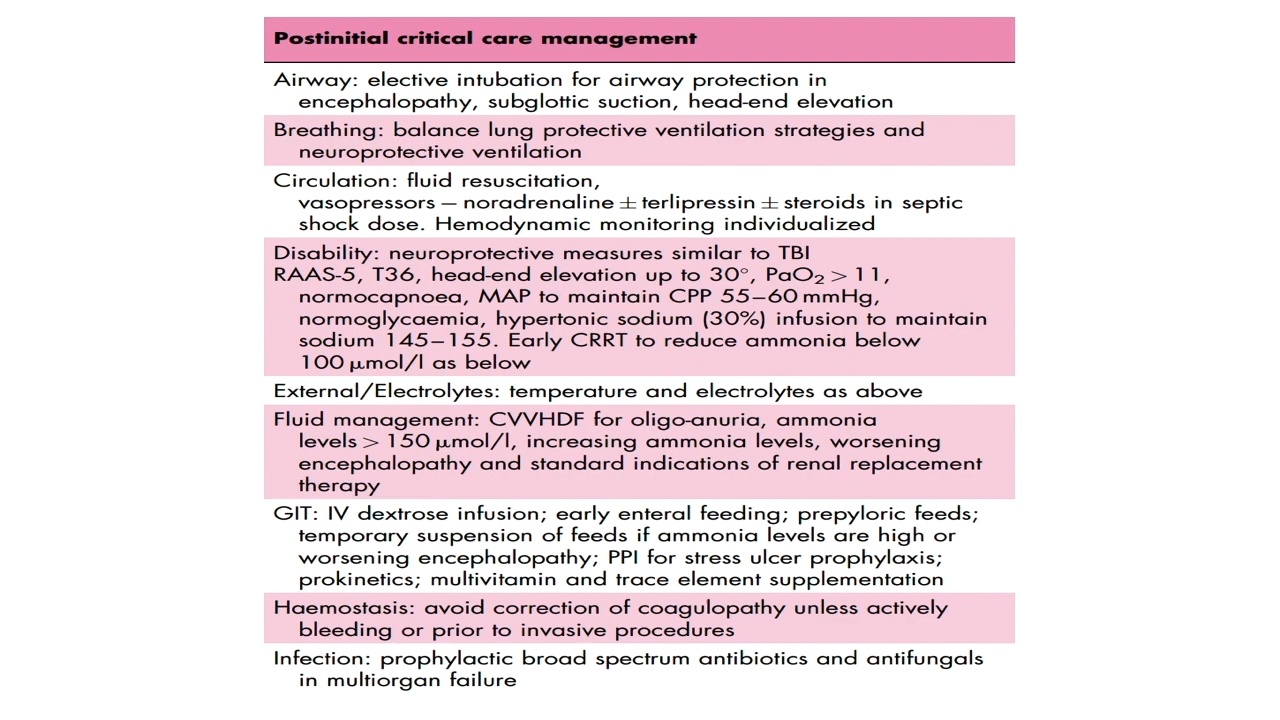 Postinitial critical care management
Airway: elective intubation for airway protection in
encephalopathy, subglottic suction, head-end elevation
Breathing: balance lung protective ventilation strategies and
neuroprotective ventilation
Circulation: fluid resuscitation,
vasopressors – noradrenaline ± terlipressin ± steroids in septic
shock dose. Hemodynamic monitoring individualized
Disability: neuroprotective measures similar to TBI
RAAS-5, T36, head-end elevation up to 30°, PaO₂ > 11,
normocapnoea, MAP to maintain CPP 55–60 mmHg,
normoglycaemia, hypertonic sodium (30%) infusion to maintain
sodium 145–155. Early CRRT to reduce ammonia below
100 μmol/l as below
External/Electrolytes: temperature and electrolytes as above
Fluid management: CVVHDF for oligo-anuria, ammonia
levels > 150 μmol/l, increasing ammonia levels, worsening
encephalopathy and standard indications of renal replacement
therapy
GIT: IV dextrose infusion; early enteral feeding; prepyloric feeds;
temporary suspension of feeds if ammonia levels are high or
worsening encephalopathy; PPI for stress ulcer prophylaxis;
prokinetics; multivitamin and trace element supplementation
Haemostasis: avoid correction of coagulopathy unless actively
bleeding or prior to invasive procedures
Infection: prophylactic broad spectrum antibiotics and antifungals
in multiorgan failure